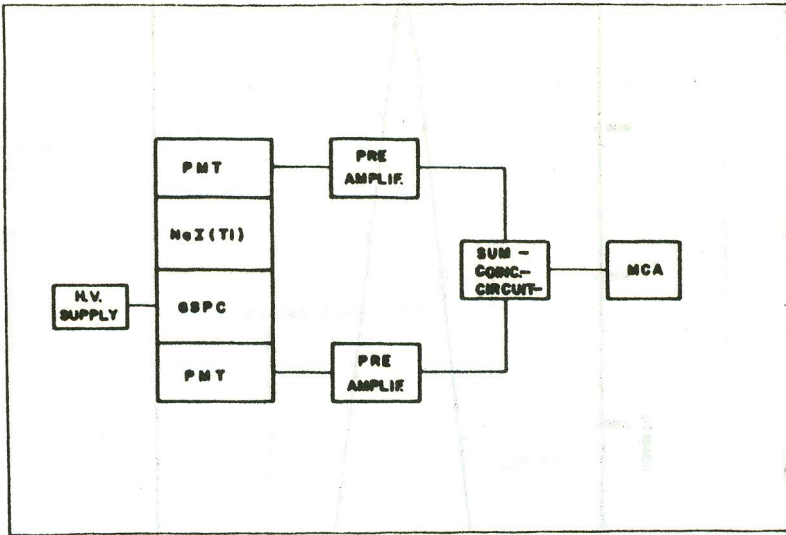 PMT
PRE
AMPLIF.
NaI(Tl)
SUM -
COINC.-
CIRCUIT-
MCA
H.V.
SUPPLY
GSPC
PMT
PRE
AMPLIF.